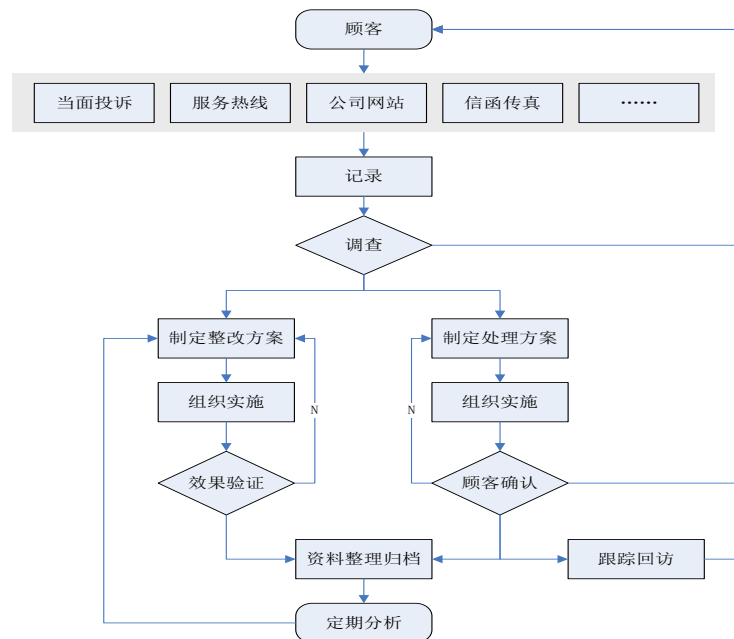 顾客
当面投诉
服务热线
公司网站
信函传真
……
记录
调查
制定整改方案
制定处理方案
组织实施
组织实施
N
N
效果验证
顾客确认
资料整理归档
跟踪回访
定期分析